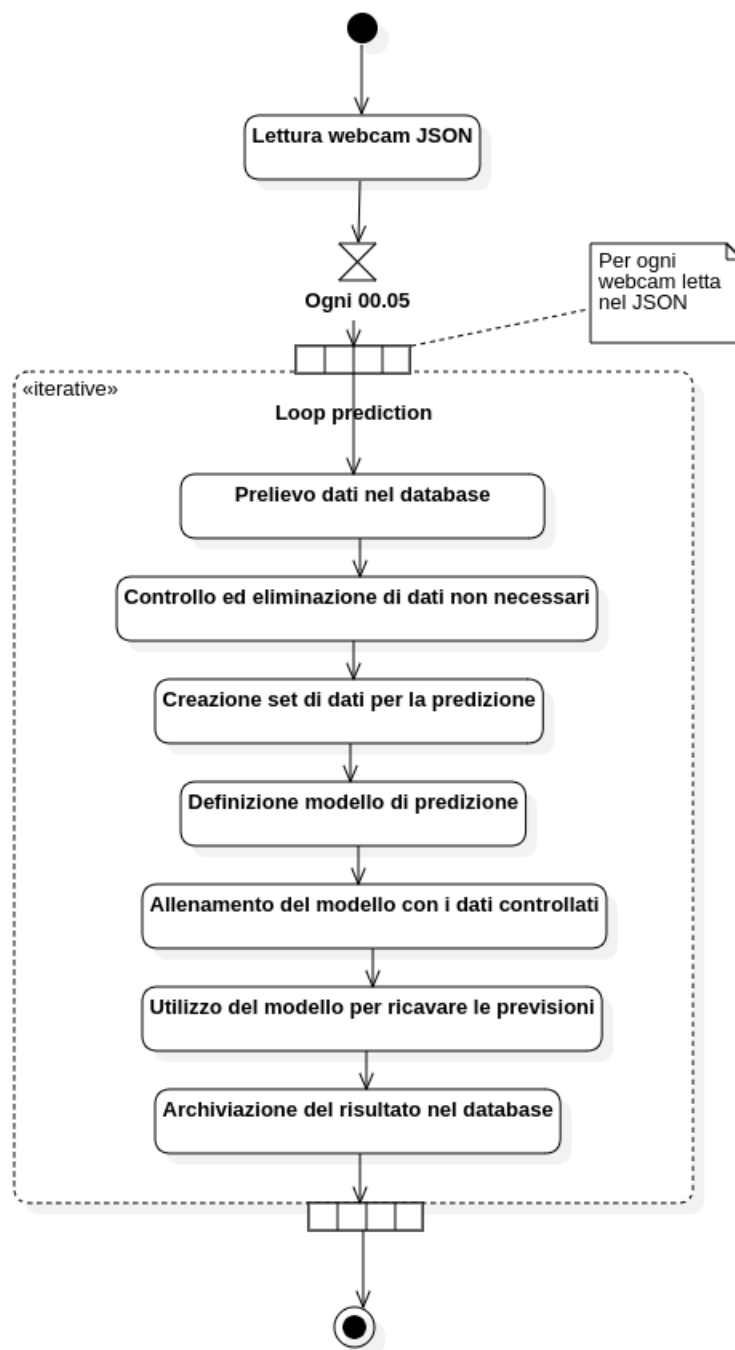 Lettura webcam JSON
Ogni 00.05
Per ogni
webcam letta
nel JSON
«iterative»
Loop prediction
Prelievo dati nel database
Controllo ed eliminazione di dati non necessari
Creazione set di dati per la predizione
Definizione modello di predizione
Allenamento del modello con i dati controllati
Utilizzo del modello per ricavare le previsioni
Archiviazione del risultato nel database